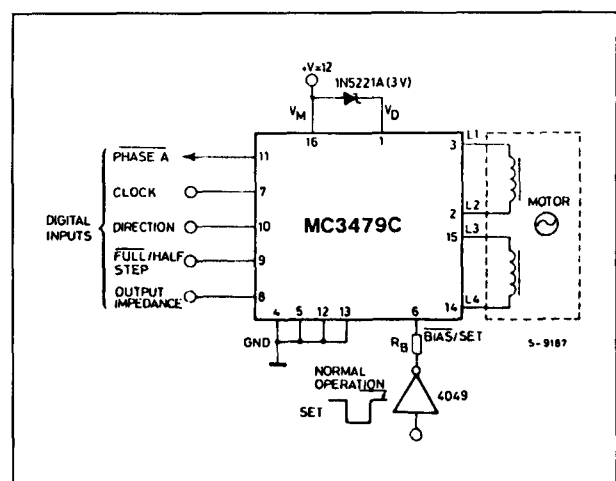 +V=12
1N5221A(3V)
VM
VD
16
1
PHASE A
11
CLOCK
7
DIGITAL INPUTS
DIRECTION
10
FULL/HALF STEP
9
OUTPUT IMPEDANCE
8
MC3479C
3
L1
2
L2
15
L3
14
L4
MOTOR
S-9187
4
5
12
13
6
GND
BIAS/SET
RB
NORMAL OPERATION
SET
4049